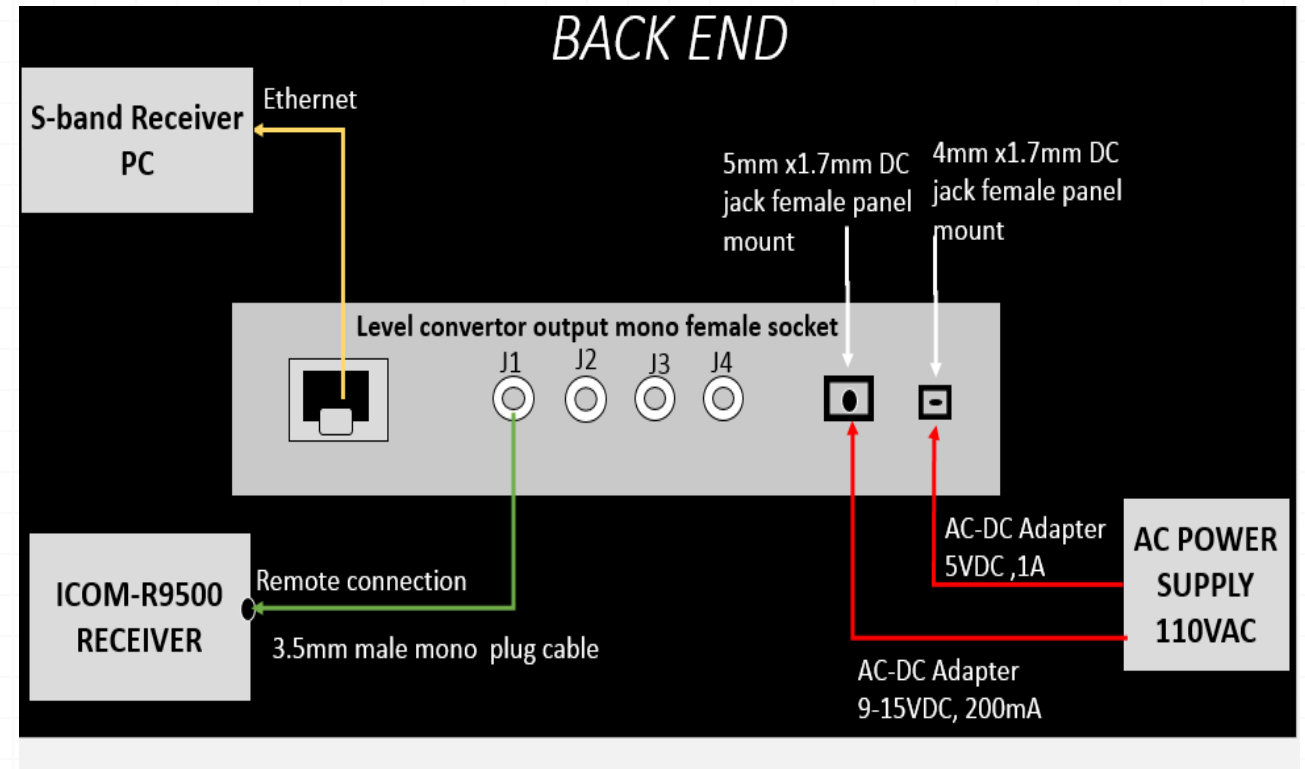 BACK END
S-band Receiver
PC
Ethernet
5mm x1.7mm DC
jack female panel
mount
4mm x1.7mm DC
jack female panel
mount
Level convertor output mono female socket
J1
J2
J3
J4
ICOM-R9500
RECEIVER
Remote connection
3.5mm male mono plug cable
AC-DC Adapter
5VDC ,1A
AC POWER
SUPPLY
110VAC
AC-DC Adapter
9-15VDC, 200mA